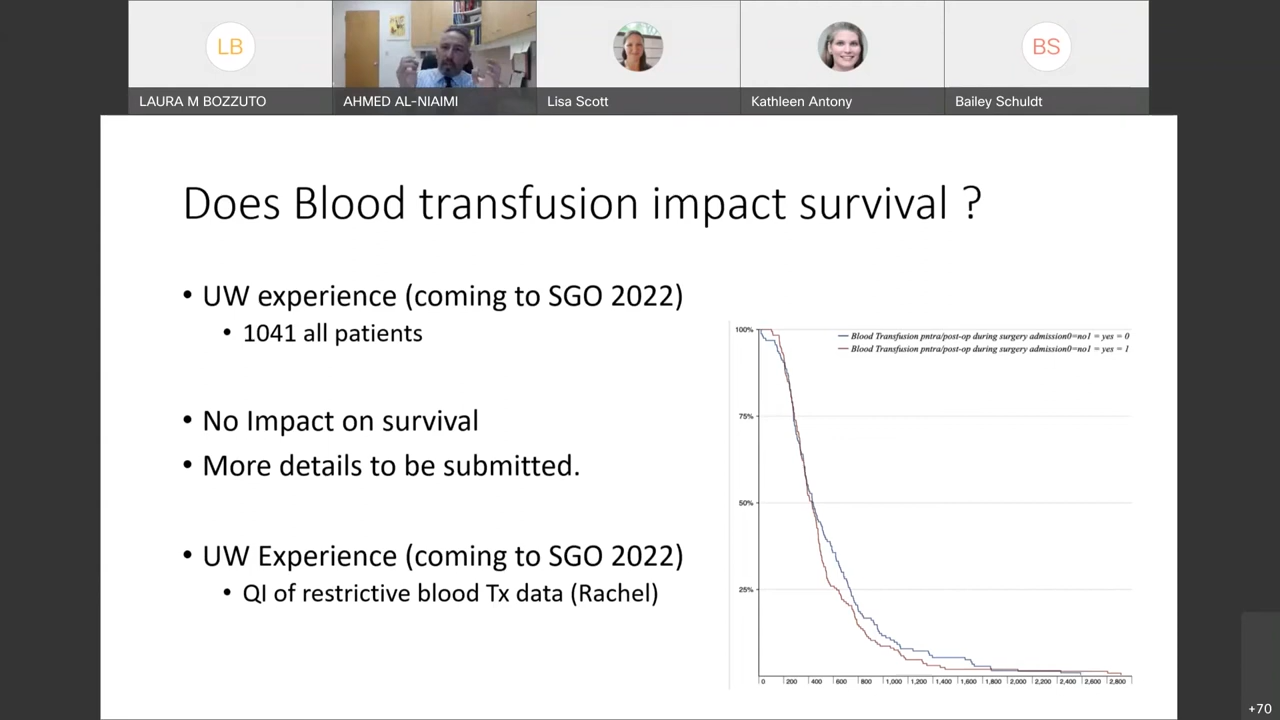 LB
BS
LAURA M BOZZUTO
AHMED AL-NIAIMI
Lisa Scott
Kathleen Antony
Bailey Schuldt
Does Blood transfusion impact survival ?
• UW experience (coming to SGO 2022)
• 1041 all patients
• No Impact on survival
• More details to be submitted.
• UW Experience (coming to SGO 2022)
• QI of restrictive blood Tx data (Rachel)
Blood Transfusion pntra/post-op during surgery admission0=no1 = yes = 0
Blood Transfusion pntra/post-op during surgery admission0=no1 = yes = 1
100%
75%
50%
25%
0 200 400 600 800 1,000 1,200 1,400 1,600 1,800 2,000 2,200 2,400 2,600 2,800
+70